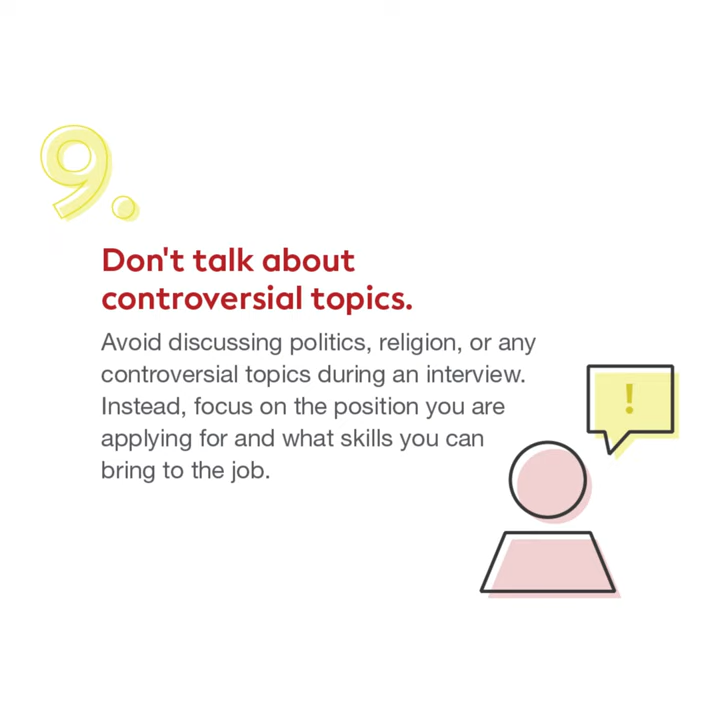 9.
Don't talk about
controversial topics.
Avoid discussing politics, religion, or any
controversial topics during an interview.
Instead, focus on the position you are
applying for and what skills you can
bring to the job.
!